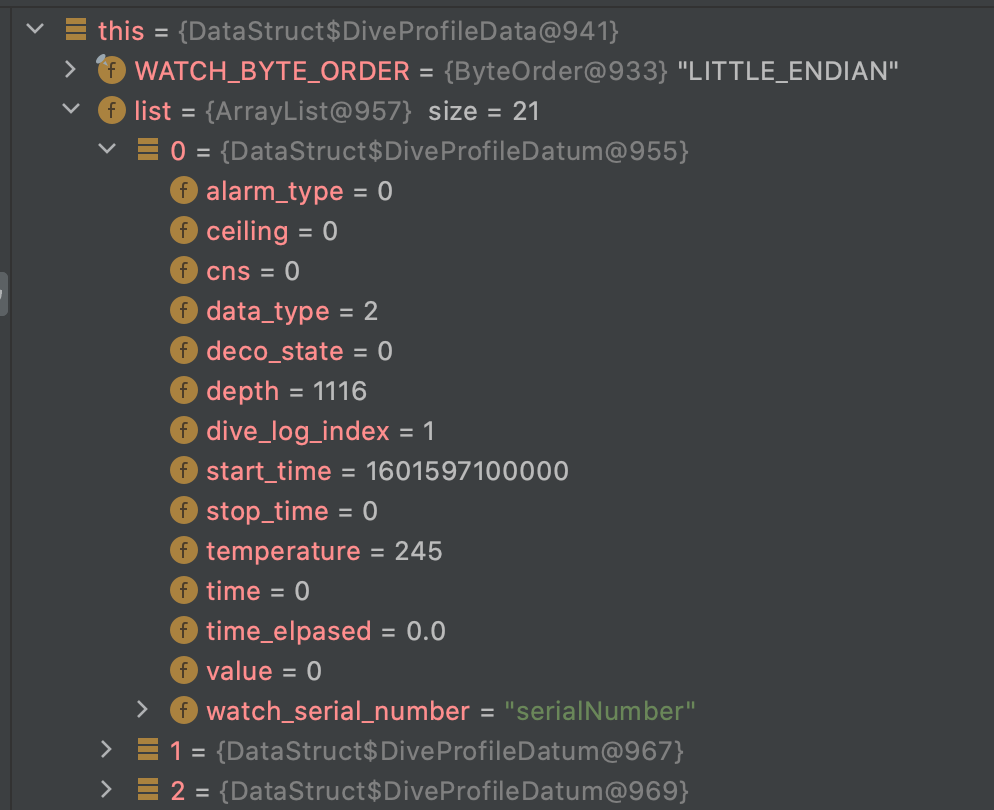 this = {DataStruct$DiveProfileData@941}
f WATCH_BYTE_ORDER = {ByteOrder@933} "LITTLE_ENDIAN"
f list = {ArrayList@957} size = 21
0 = {DataStruct$DiveProfileDatum@955}
f alarm_type = 0
f ceiling = 0
f cns = 0
f data_type = 2
f deco_state = 0
f depth = 1116
f dive_log_index = 1
f start_time = 1601597100000
f stop_time = 0
f temperature = 245
f time = 0
f time_elpased = 0.0
f value = 0
f watch_serial_number = "serialNumber"
1 = {DataStruct$DiveProfileDatum@967}
2 = {DataStruct$DiveProfileDatum@969}